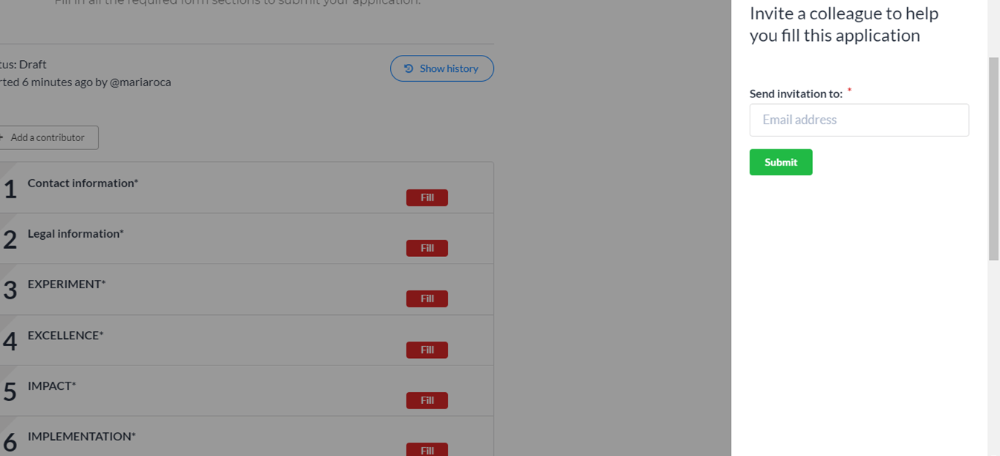 Fill in all the required form sections to submit your application.
tus: Draft
rted 6 minutes ago by @mariaroca
Show history
+ Add a contributor
1 Contact information*
Fill
2 Legal information*
Fill
3 EXPERIMENT*
Fill
4 EXCELLENCE*
Fill
5 IMPACT*
Fill
6 IMPLEMENTATION*
Fill
Invite a colleague to help
you fill this application
Send invitation to: *
Email address
Submit